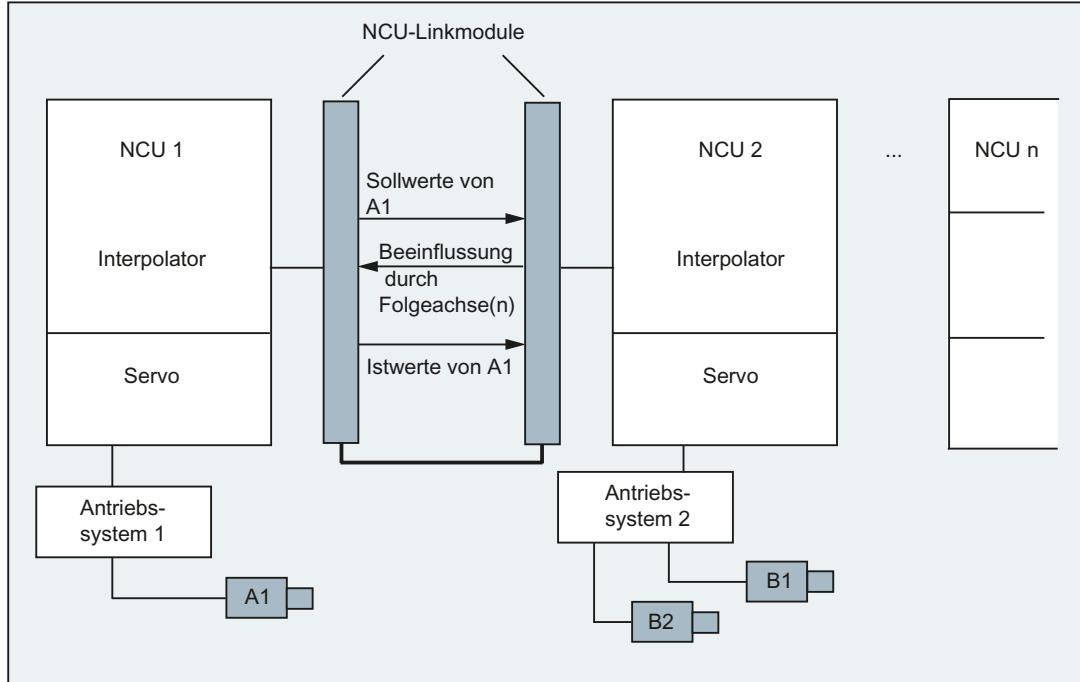 NCU-Linkmodule
NCU 1
NCU 2
...
NCU n
Sollwerte von
A1
Interpolator
Beeinflussung
durch
Folgeachse(n)
Interpolator
Istwerte von A1
Servo
Servo
Antriebs-
system 1
Antriebs-
system 2
A1
B1
B2